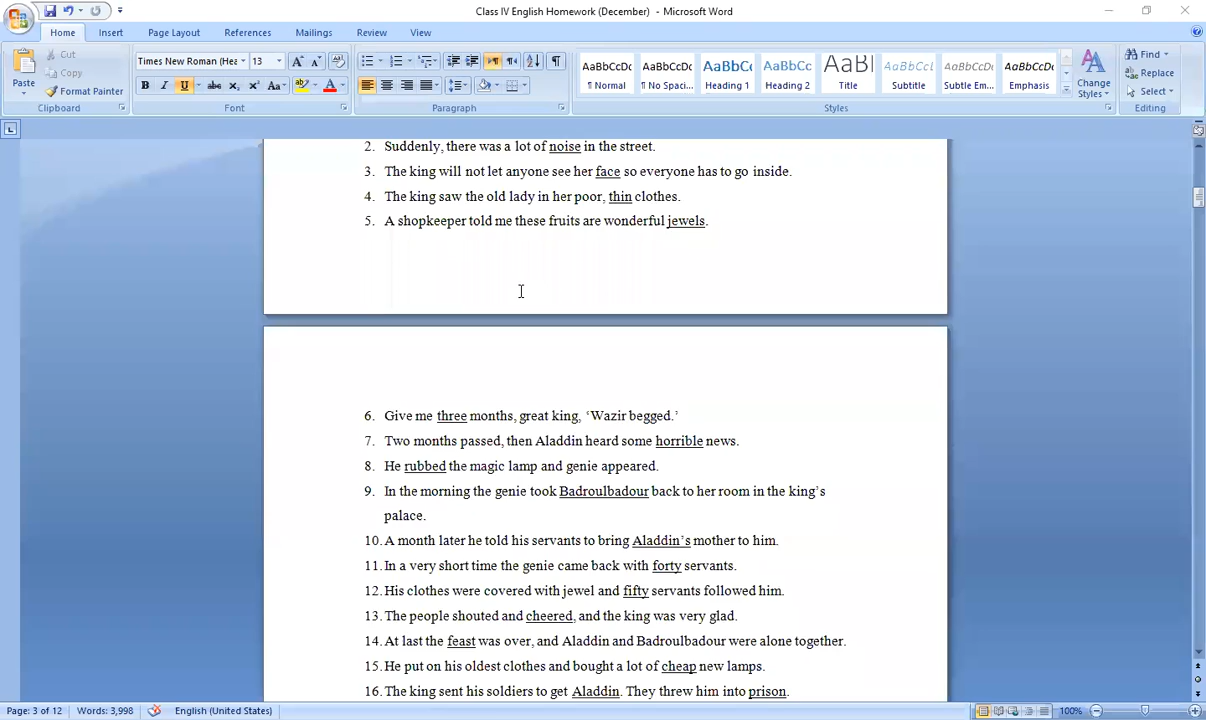 Class IV English Homework (December) - Microsoft Word
Home Insert Page Layout References Mailings Review View
Paste
Cut
Copy
Format Painter
Clipboard
Times New Roman (Hea 13
B I U abc x₂ x² Aa
Font
Paragraph
AaBbCcDc AaBbCcDc AaBbCc AaBbCc AaBl AaBbCcDc AaBbCcDc AaBbCcDc
¶ Normal ¶ No Spaci... Heading 1 Heading 2 Title Subtitle Subtle Em... Emphasis
Change Styles
Styles
Find
Replace
Select
Editing
2. Suddenly, there was a lot of noise in the street.
3. The king will not let anyone see her face so everyone has to go inside.
4. The king saw the old lady in her poor, thin clothes.
5. A shopkeeper told me these fruits are wonderful jewels.
6. Give me three months, great king, ‘Wazir begged.’
7. Two months passed, then Aladdin heard some horrible news.
8. He rubbed the magic lamp and genie appeared.
9. In the morning the genie took Badroulbadour back to her room in the king’s
palace.
10. A month later he told his servants to bring Aladdin’s mother to him.
11. In a very short time the genie came back with forty servants.
12. His clothes were covered with jewel and fifty servants followed him.
13. The people shouted and cheered, and the king was very glad.
14. At last the feast was over, and Aladdin and Badroulbadour were alone together.
15. He put on his oldest clothes and bought a lot of cheap new lamps.
16. The king sent his soldiers to get Aladdin. They threw him into prison.
Page: 3 of 12 Words: 3,998 English (United States) 100%